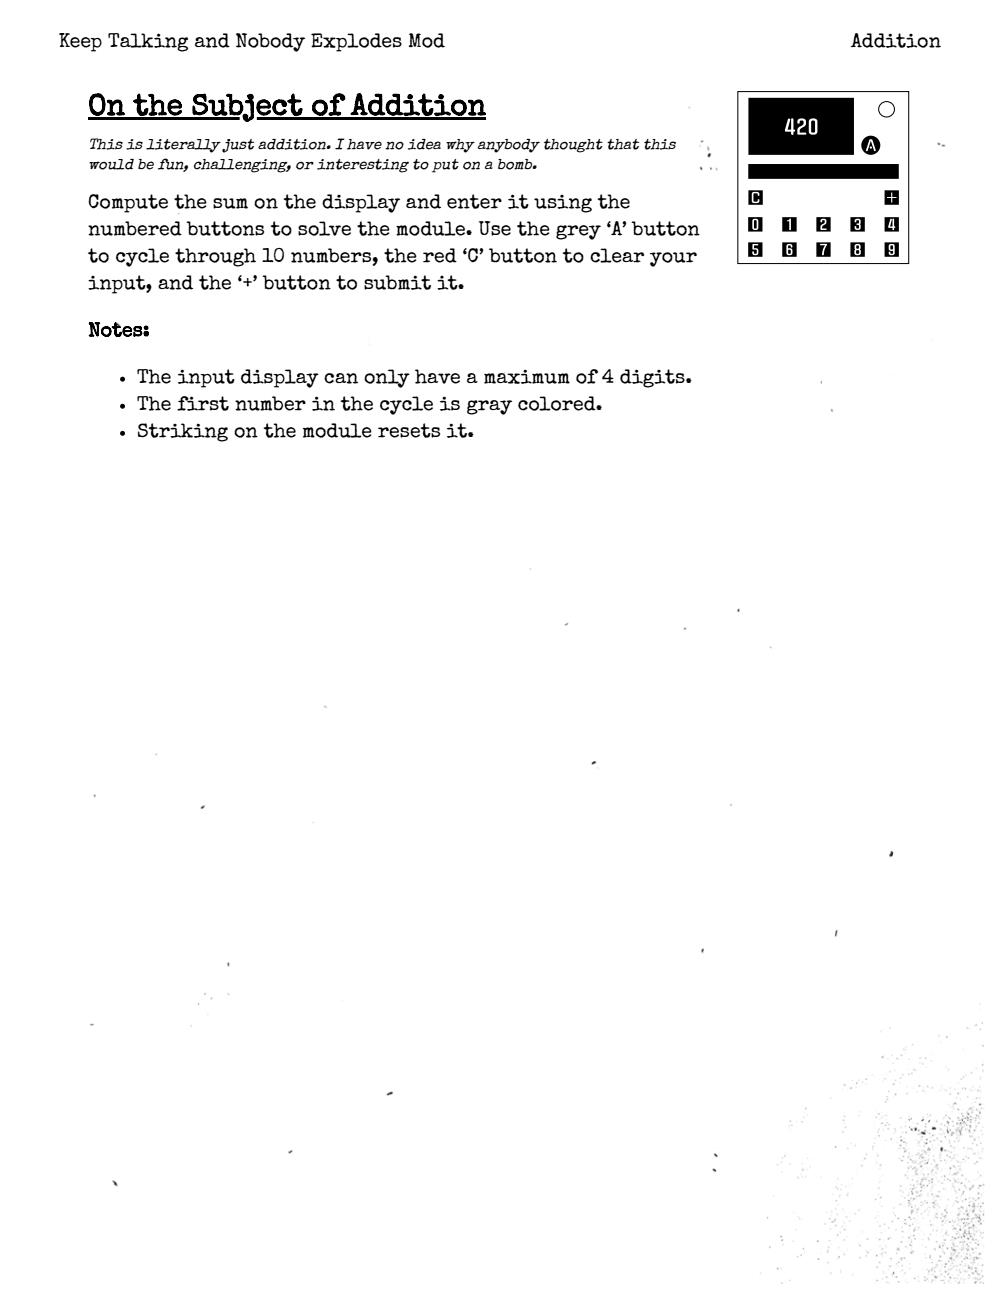 Keep Talking and Nobody Explodes Mod
Addition
On the Subject of Addition
This is literally just addition. I have no idea why anybody thought that this
would be fun, challenging, or interesting to put on a bomb.
Compute the sum on the display and enter it using the
numbered buttons to solve the module. Use the grey ‘A’ button
to cycle through 10 numbers, the red ‘C’ button to clear your
input, and the ‘+’ button to submit it.
420
A
C +
0 1 2 3 4
5 6 7 8 9
Notes:
• The input display can only have a maximum of 4 digits.
• The first number in the cycle is gray colored.
• Striking on the module resets it.